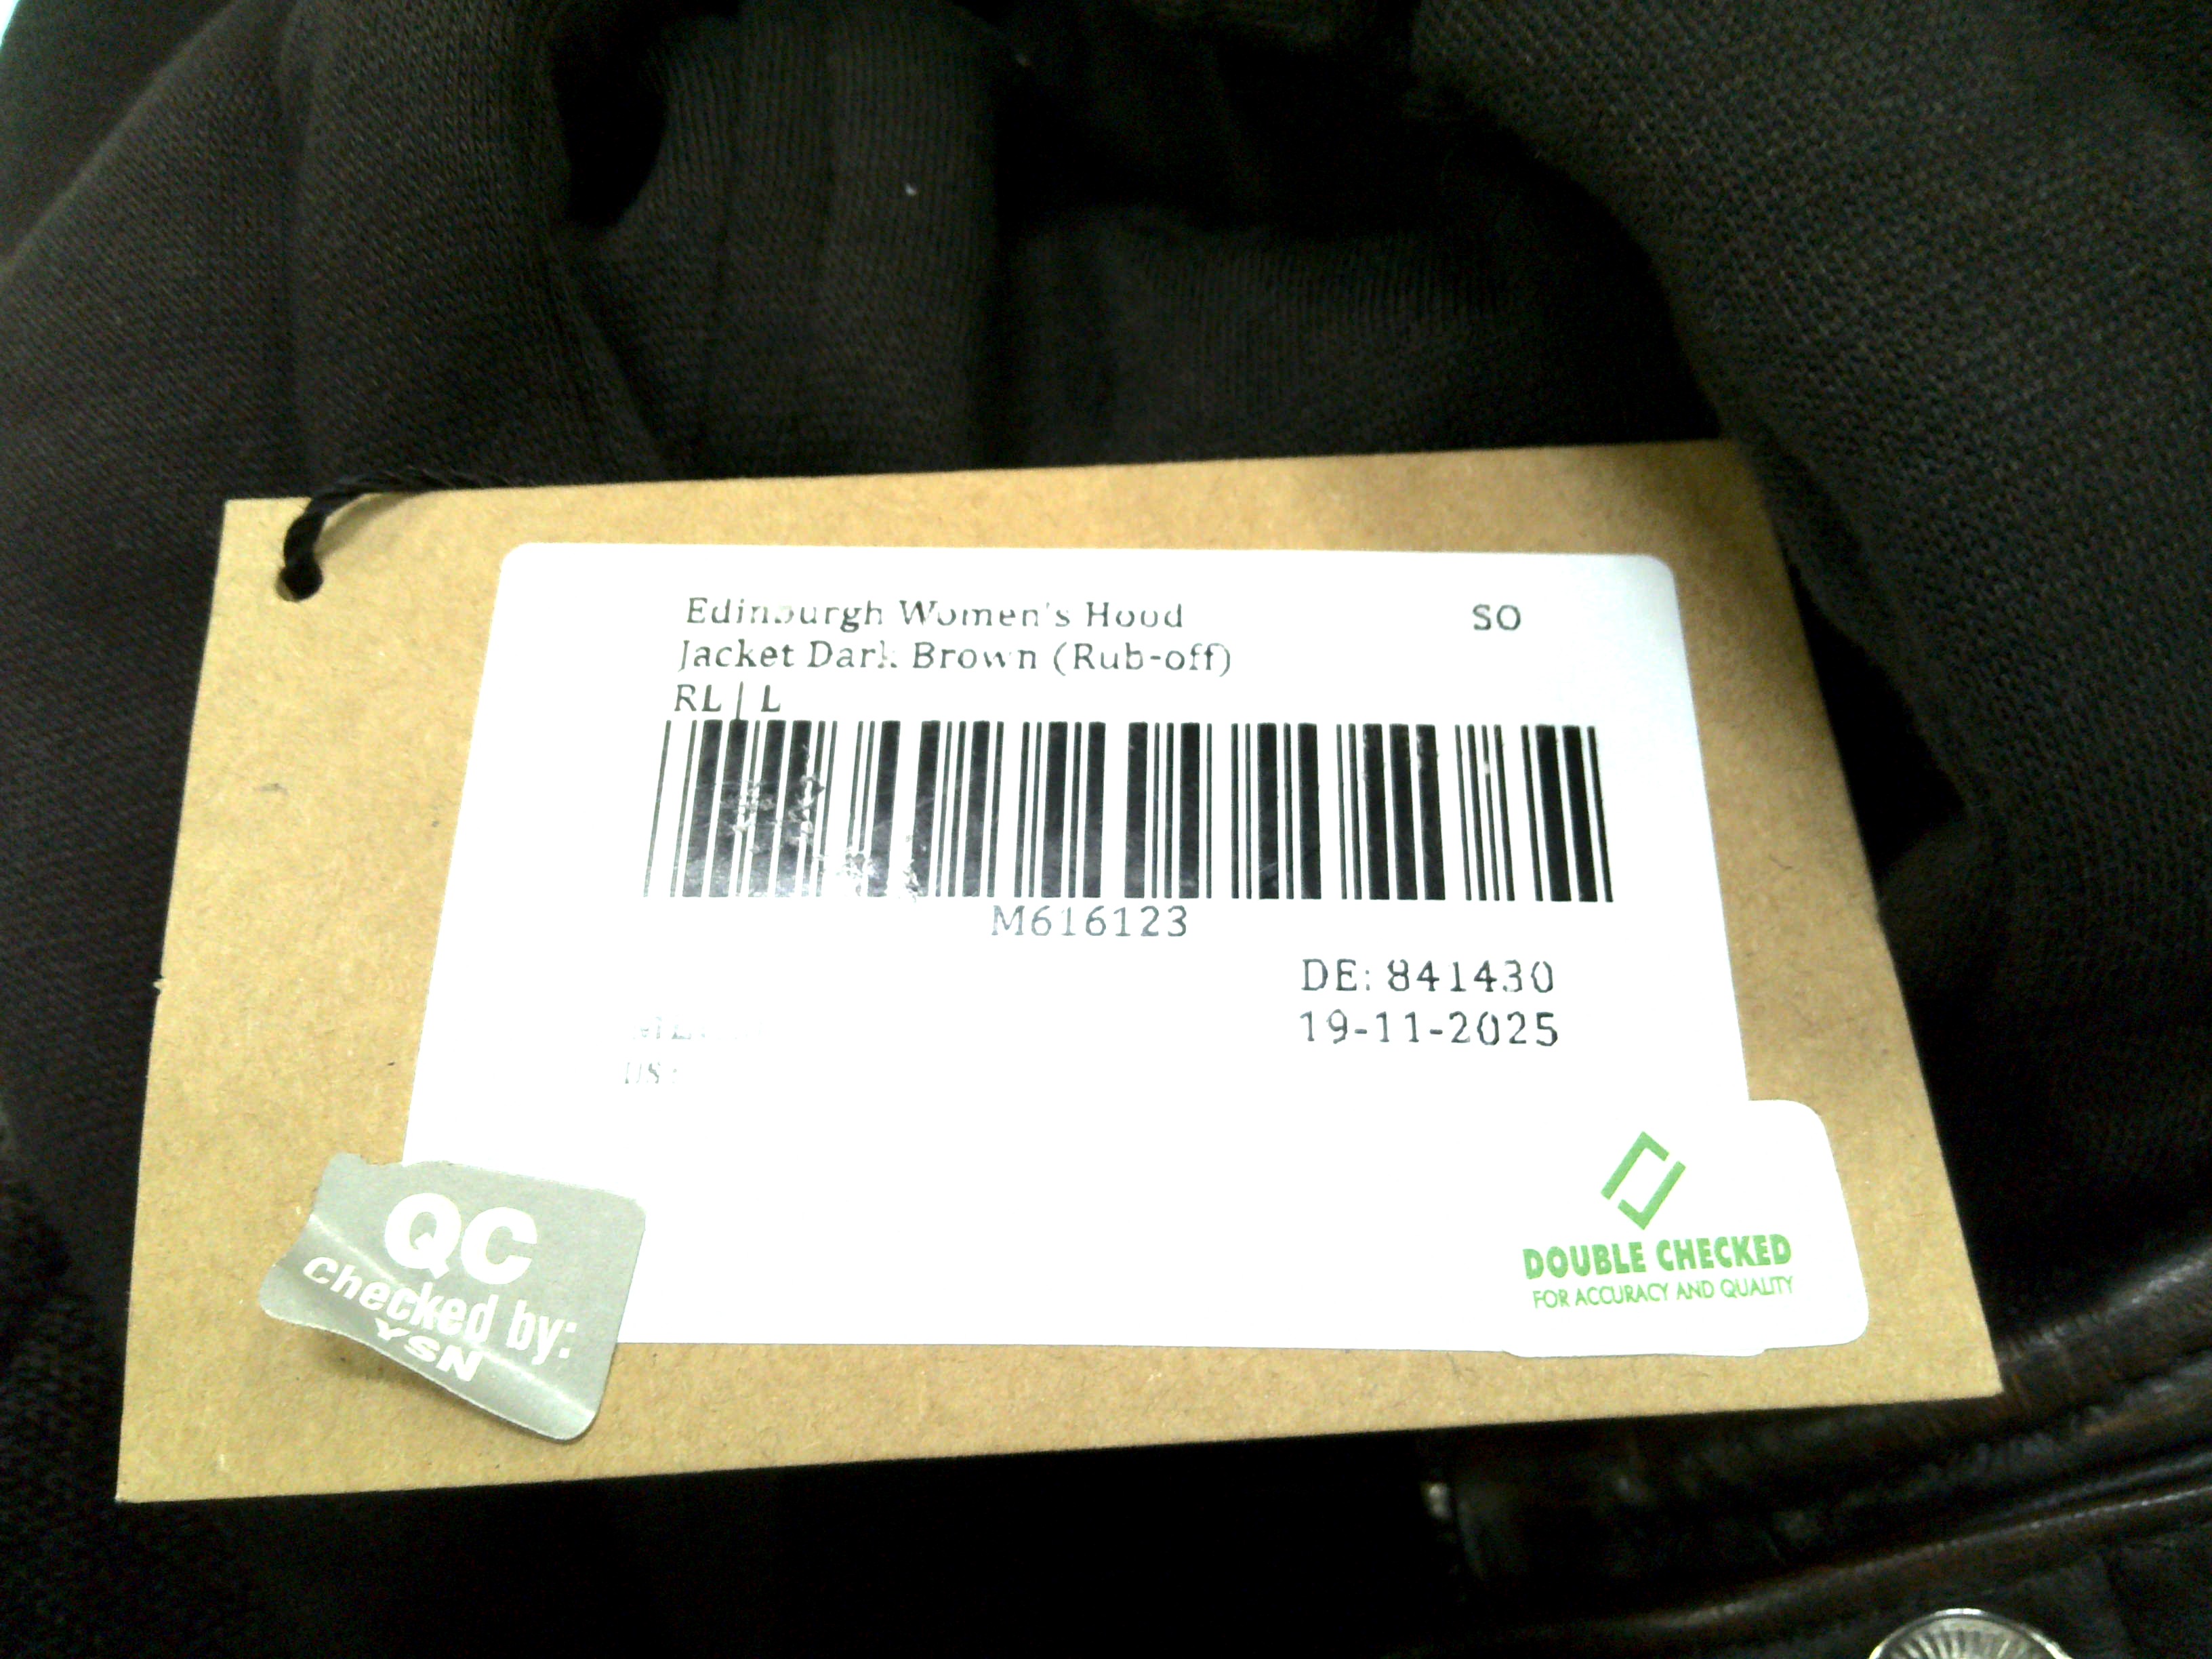 Edinburgh Women's Hood
Jacket Dark Brown (Rub-off)
RL | L
SO
M616123
DE: 841430
19-11-2025
US
QC
Checked by:
YSN
DOUBLE CHECKED
FOR ACCURACY AND QUALITY